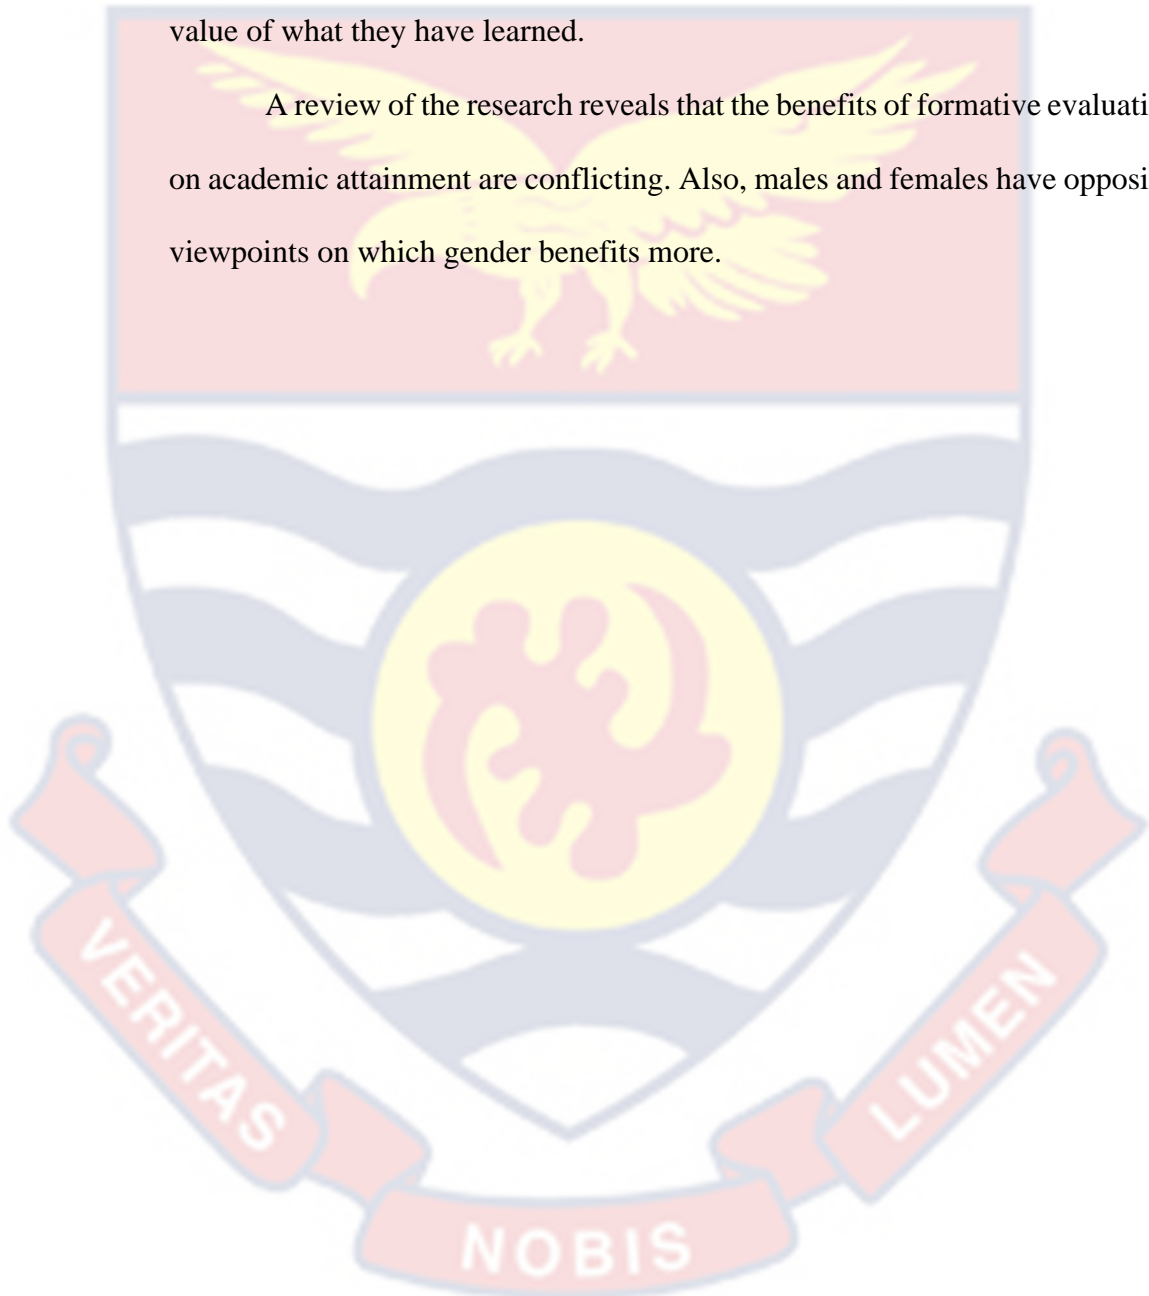 value of what they have learned.
A review of the research reveals that the benefits of formative evaluati
on academic attainment are conflicting. Also, males and females have opposi
viewpoints on which gender benefits more.
VERITAS
NOBIS
LUMEN